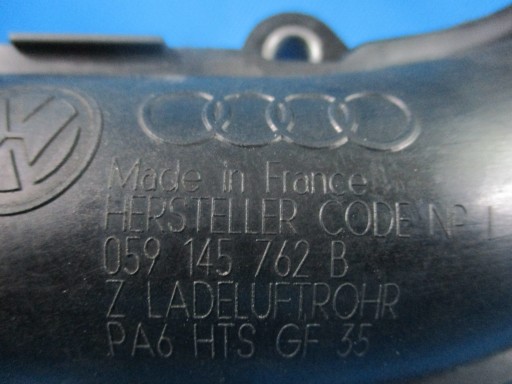 Made in France
HERSTELLER CODE
059 145 762 B
Z LADELUFTROHR
PA6 HTS GF 35